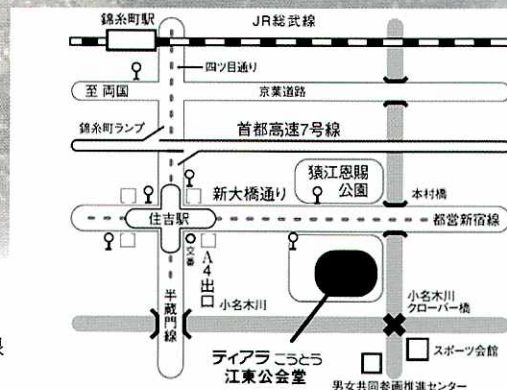 錦糸町駅
JR総武線
四ツ目通り
至 両国
京葉道路
錦糸町ランプ
首都高速7号線
猿江恩賜
公園
新大橋通り
本村橋
住吉駅
都営新宿線
交番
A4出口
半蔵門線
小名木川
小名木川
クローバー橋
ティアラこうとう
江東公会堂
スポーツ会館
男女共同参画推進センター